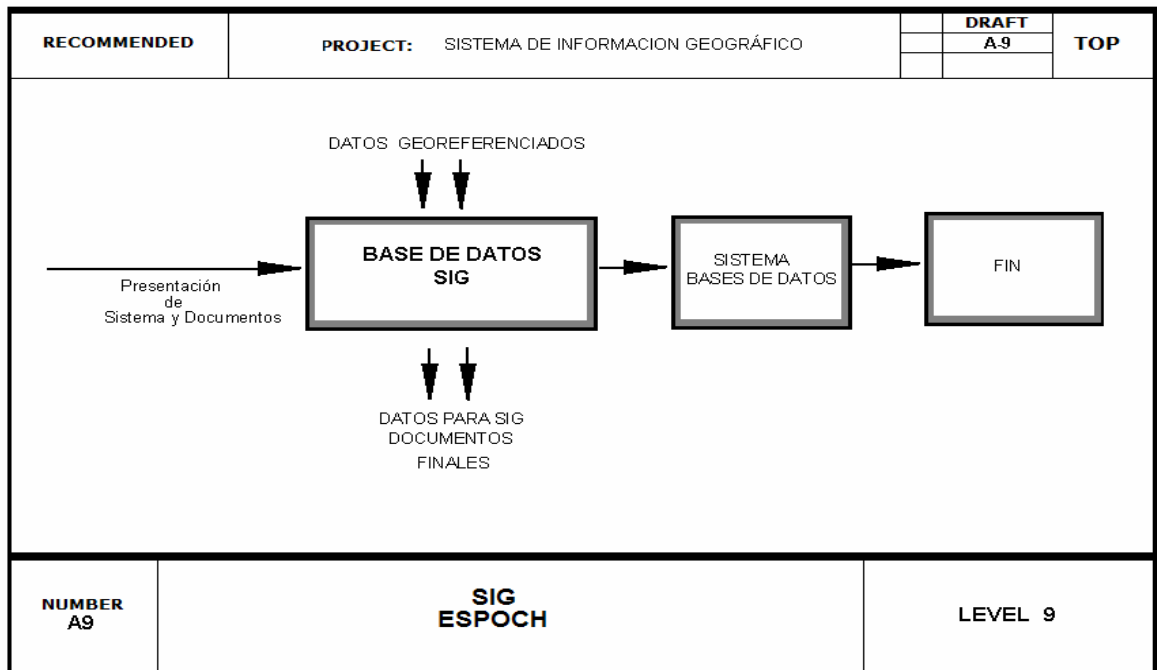 RECOMMENDED
PROJECT: SISTEMA DE INFORMACION GEOGRÁFICO
DRAFT
A-9
TOP
DATOS GEOREFERENCIADOS
BASE DE DATOS
SIG
SISTEMA
BASES DE DATOS
FIN
Presentación
de
Sistema y Documentos
DATOS PARA SIG
DOCUMENTOS
FINALES
NUMBER
A9
SIG
ESPOCH
LEVEL 9